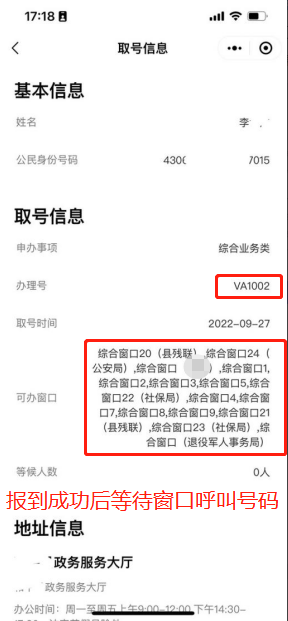 17:18
取号信息
基本信息
姓名 李
公民身份号码 430 7015
取号信息
申办事项 综合业务类
办理号 VA1002
取号时间 2022-09-27
可办窗口
综合窗口20（县残联）,综合窗口24（
公安局）,综合窗口（ ）,综合窗口1,
综合窗口2,综合窗口3,综合窗口5,综
合窗口22（社保局）,综合窗口4,综合窗
口7,综合窗口8,综合窗口9,综合窗口21
（县残联）,综合窗口23（社保局）,综
合窗口（退役军人事务局）
等候人数 0人
报到成功后等待窗口呼叫号码
地址信息
政务服务大厅
政务服务大厅
办公时间：周一至周五上午9:00-12:00 下午14:30-